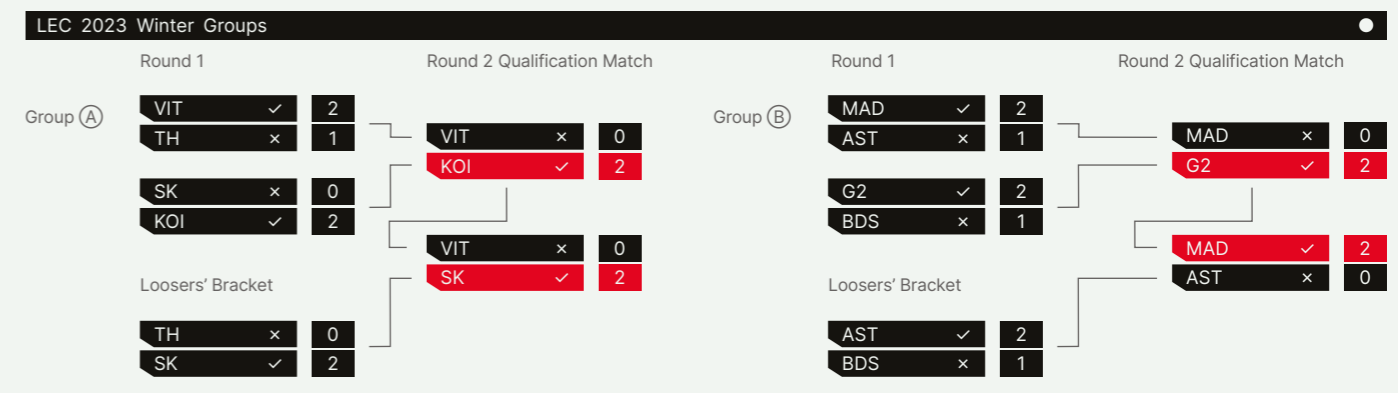 LEC 2023 Winter Groups
Round 1
Round 2 Qualification Match
Group A
VIT ✓ 2
TH × 1
VIT × 0
KOI ✓ 2
SK × 0
KOI ✓ 2
VIT × 0
SK ✓ 2
Loosers' Bracket
TH × 0
SK ✓ 2
Round 1
Round 2 Qualification Match
Group B
MAD ✓ 2
AST × 1
MAD × 0
G2 ✓ 2
G2 ✓ 2
BDS × 1
MAD ✓ 2
AST × 0
Loosers' Bracket
AST ✓ 2
BDS × 1